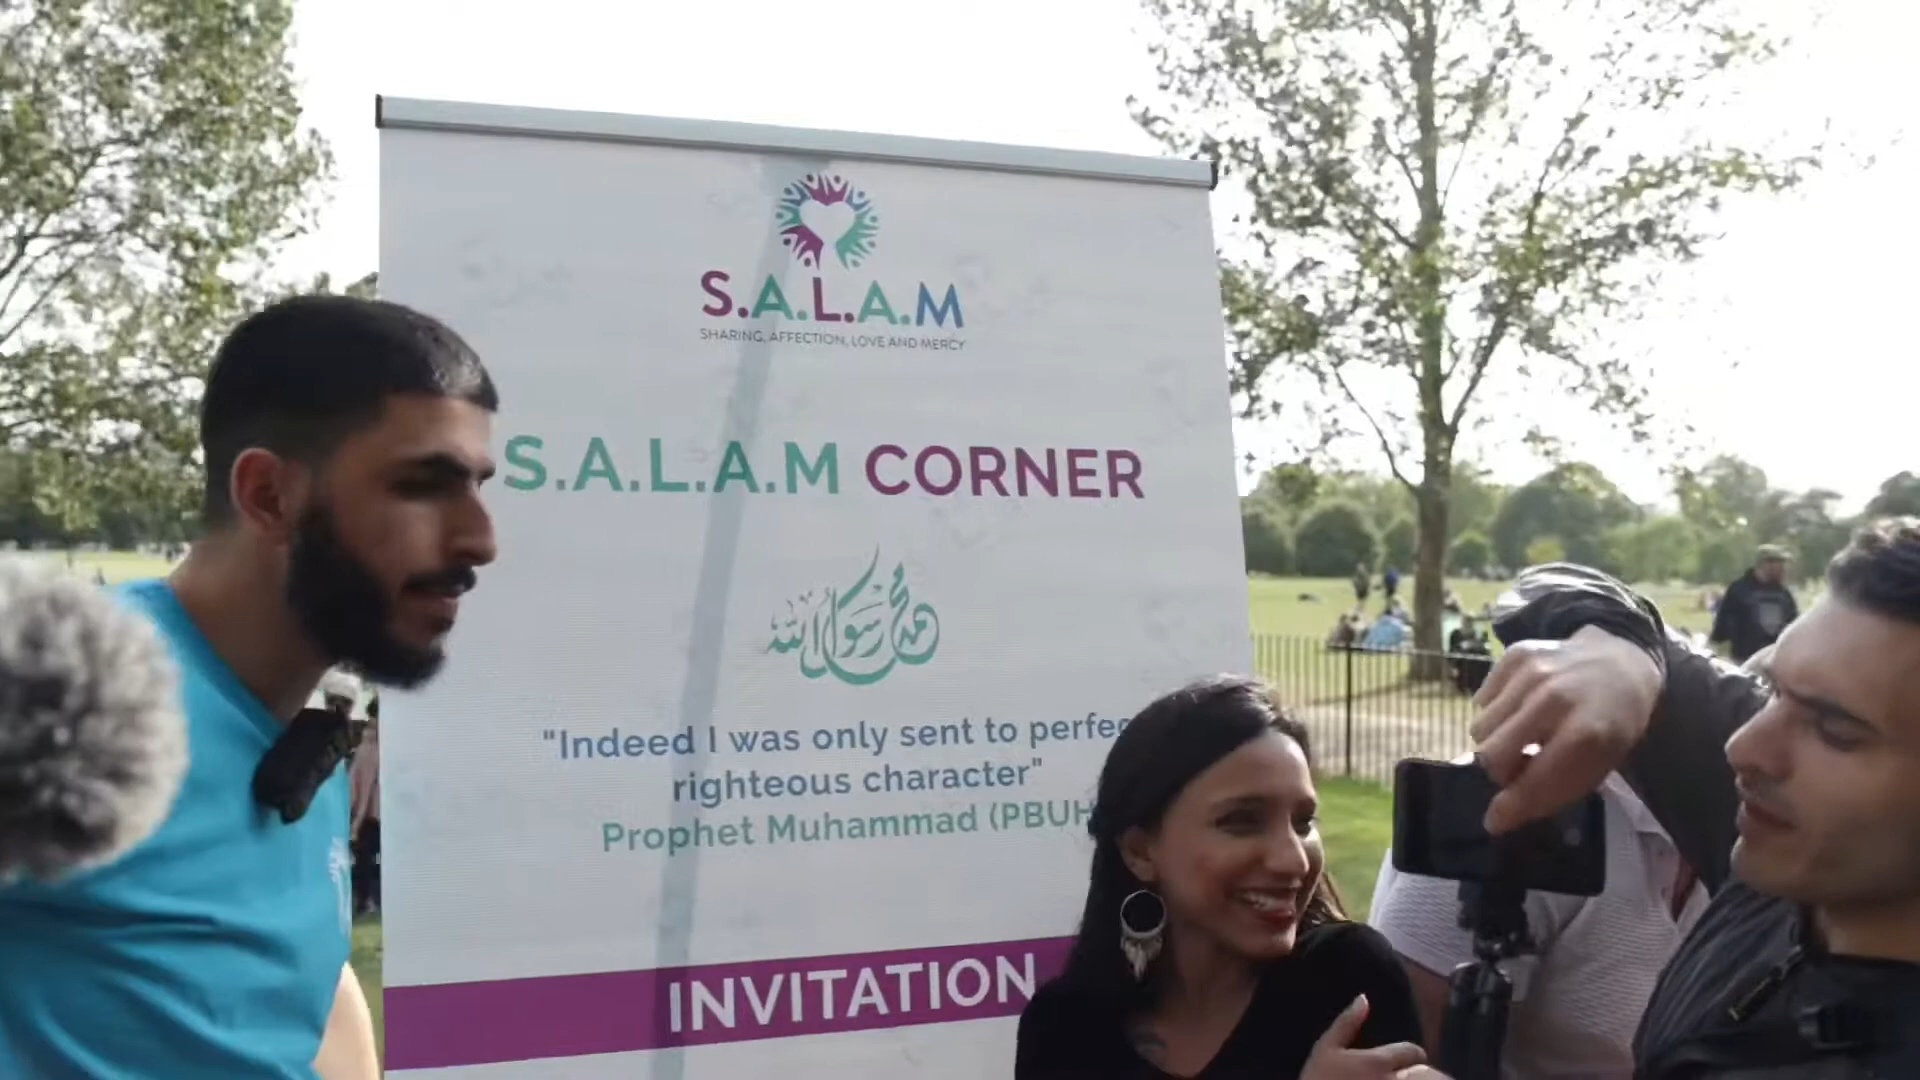 S.A.L.A.M
SHARING, AFFECTION, LOVE AND MERCY
S.A.L.A.M CORNER
محمد رسول الله
"Indeed I was only sent to perfec
righteous character"
Prophet Muhammad (PBUH
INVITATION